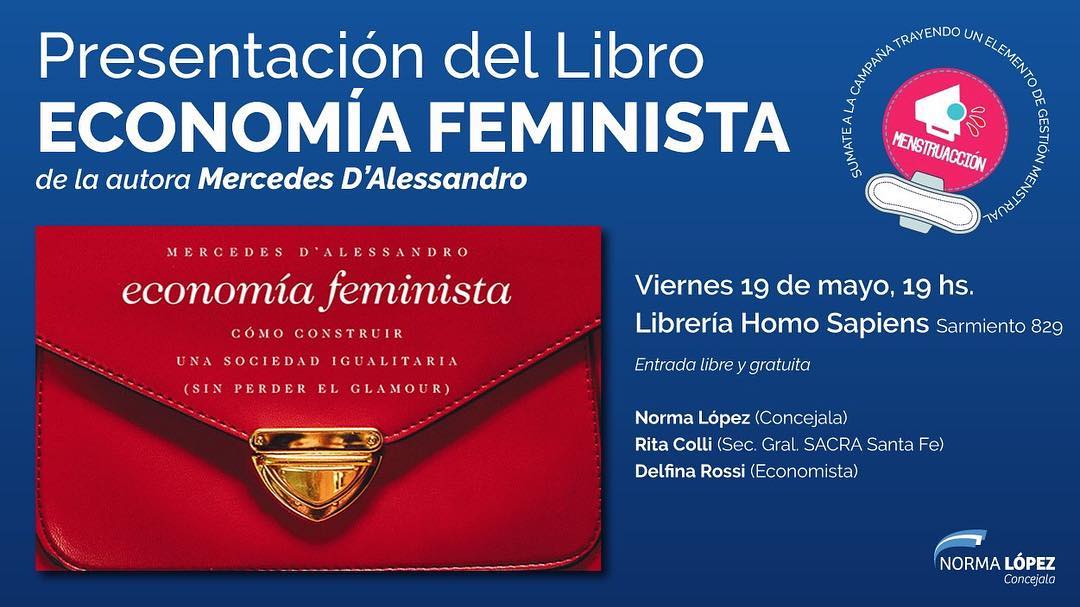 Presentación del Libro
ECONOMÍA FEMINISTA
de la autora Mercedes D'Alessandro
SUMATE A LA CAMPAÑA TRAYENDO UN ELEMENTO DE GESTIÓN MENSTRUAL
MENSTRUACCIÓN
MERCEDES D'ALESSANDRO
economía feminista
CÓMO CONSTRUIR
UNA SOCIEDAD IGUALITARIA
(SIN PERDER EL GLAMOUR)
Viernes 19 de mayo, 19 hs.
Librería Homo Sapiens Sarmiento 829
Entrada libre y gratuita
Norma López (Concejala)
Rita Colli (Sec. Gral. SACRA Santa Fe)
Delfina Rossi (Economista)
NORMA LÓPEZ
Concejala